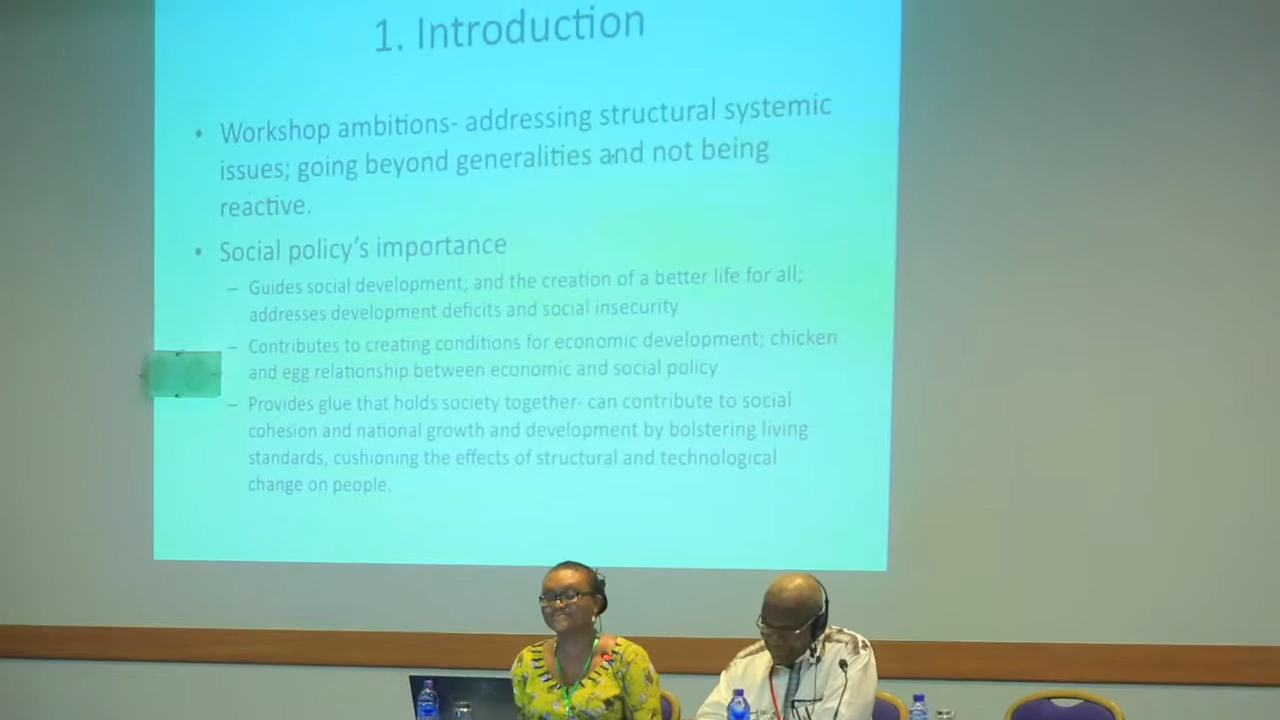 1. Introduction
• Workshop ambitions- addressing structural systemic
issues; going beyond generalities and not being
reactive.
• Social policy's importance
– Guides social development; and the creation of a better life for all;
addresses development deficits and social insecurity
– Contributes to creating conditions for economic development; chicken
and egg relationship between economic and social policy
– Provides glue that holds society together- can contribute to social
cohesion and national growth and development by bolstering living
standards, cushioning the effects of structural and technological
change on people.